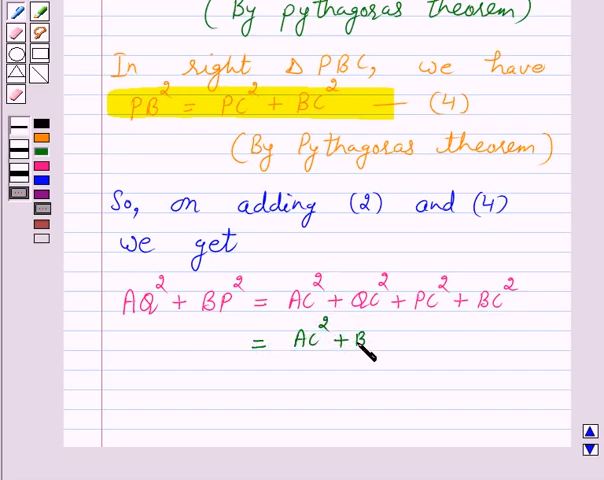 (By pythagoras theorem)
In right Δ PBC, we have
PB² = PC² + BC² — (4)
(By Pythagoras theorem)
So, on adding (2) and (4)
we get
AQ² + BP² = AC² + QC² + PC² + BC²
= AC² + B